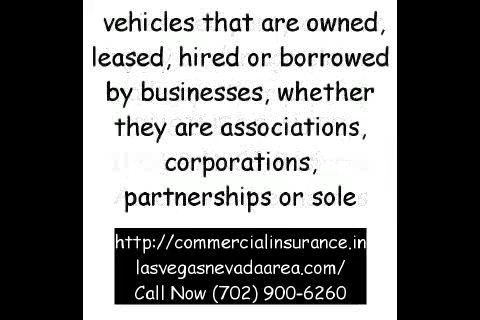 vehicles that are owned,
leased, hired or borrowed
by businesses, whether
they are associations,
corporations,
partnerships or sole
http://commercialinsurance.in
lasvegasnevadaarea.com/
Call Now (702) 900-6260